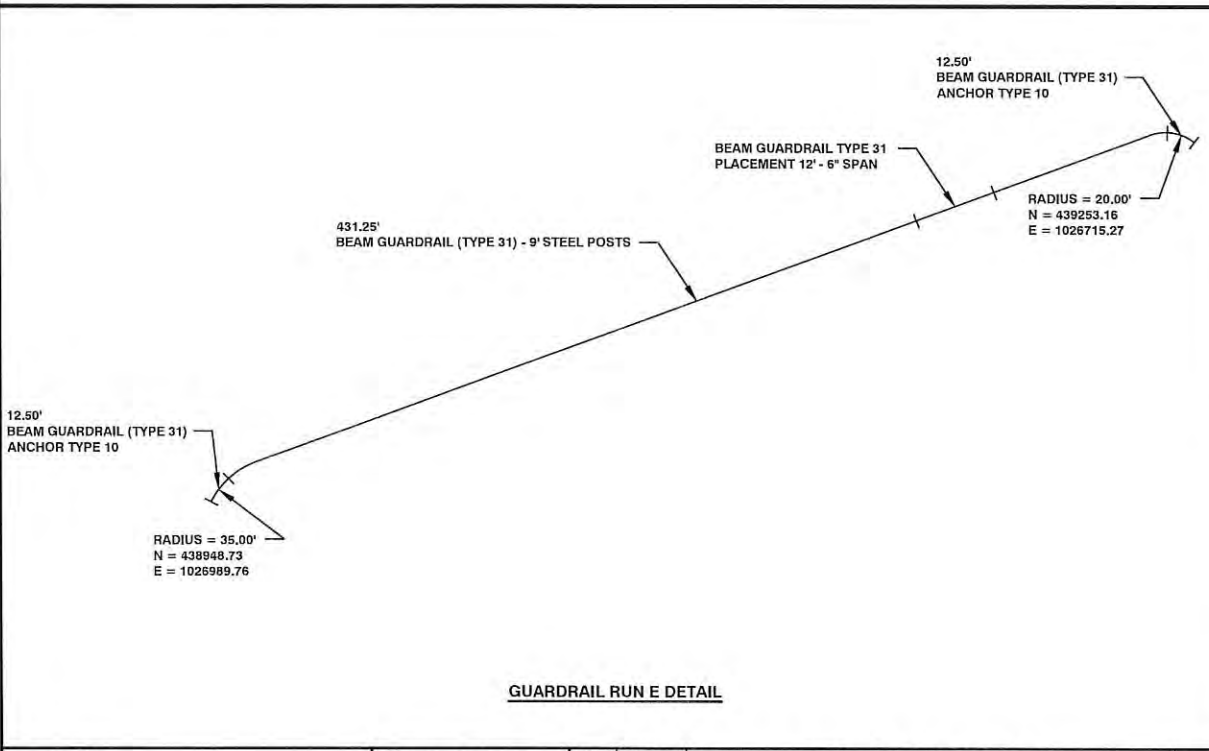 12.50'
BEAM GUARDRAIL (TYPE 31)
ANCHOR TYPE 10
BEAM GUARDRAIL TYPE 31
PLACEMENT 12' - 6" SPAN
RADIUS = 20.00'
N = 439253.16
E = 1026715.27
431.25'
BEAM GUARDRAIL (TYPE 31) - 9' STEEL POSTS
12.50'
BEAM GUARDRAIL (TYPE 31)
ANCHOR TYPE 10
RADIUS = 35.00'
N = 438948.73
E = 1026989.76
GUARDRAIL RUN E DETAIL